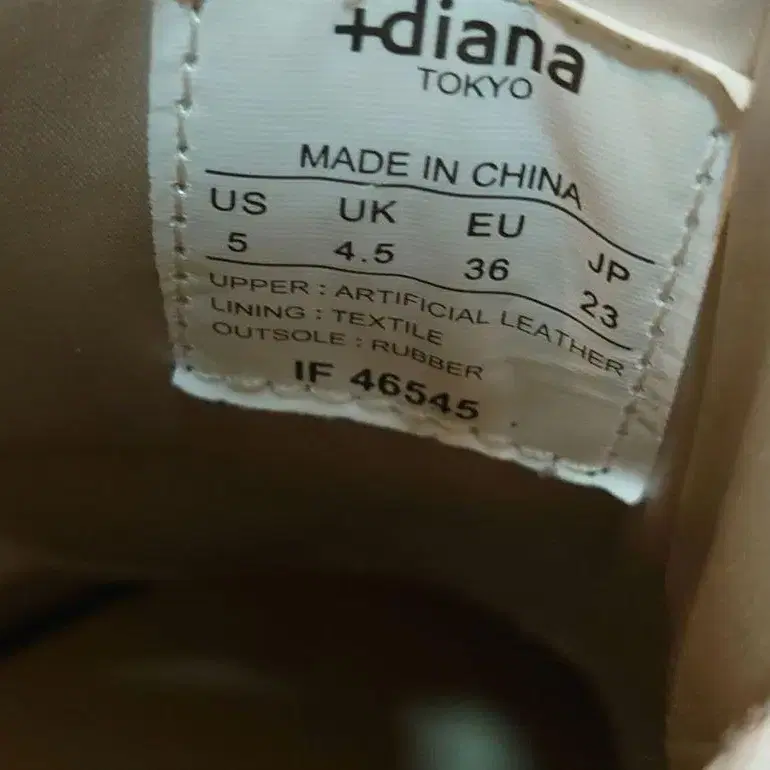 +diana
TOKYO
MADE IN CHINA
US UK EU JP
5 4.5 36 23
UPPER : ARTIFICIAL LEATHER
LINING : TEXTILE
OUTSOLE : RUBBER
IF 46545